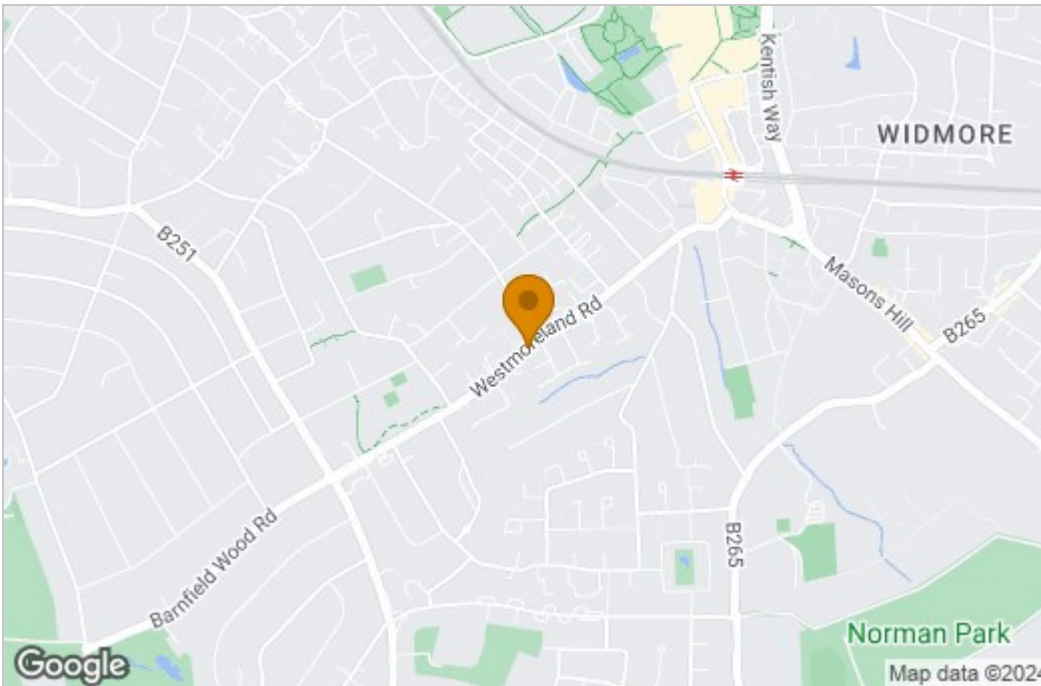 Kentish Way
WIDMORE
B251
Masons Hill
B265
Westmoreland Rd
B265
Barnfield Wood Rd
Norman Park
Google
Map data ©2024